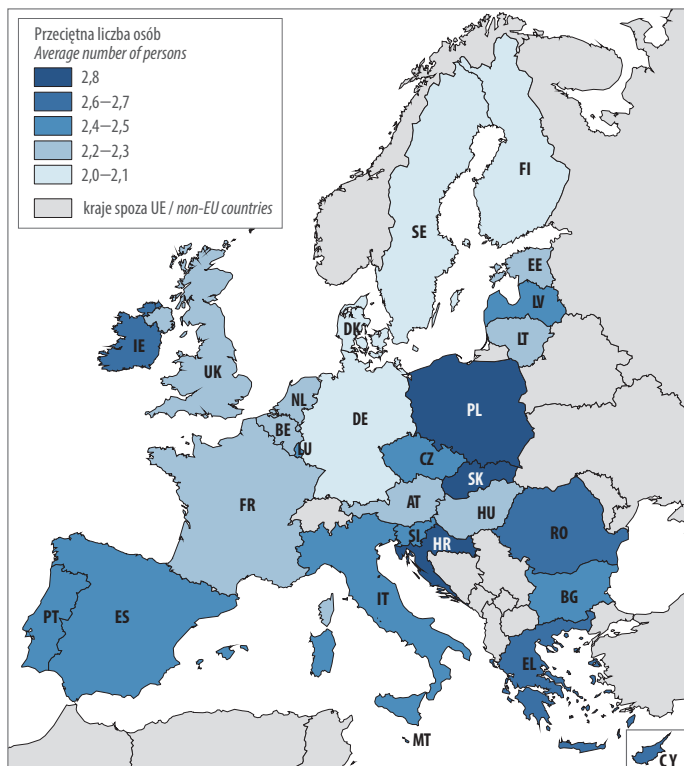 Przeciętna liczba osób
Average number of persons
2,8
2,6—2,7
2,4—2,5
2,2—2,3
2,0—2,1
kraje spoza UE / non-EU countries
FI
SE
EE
LV
DK
LT
IE
UK
NL
PL
DE
BE
LU
CZ
SK
FR
AT
HU
SI
HR
RO
IT
BG
PT
ES
EL
MT
CY